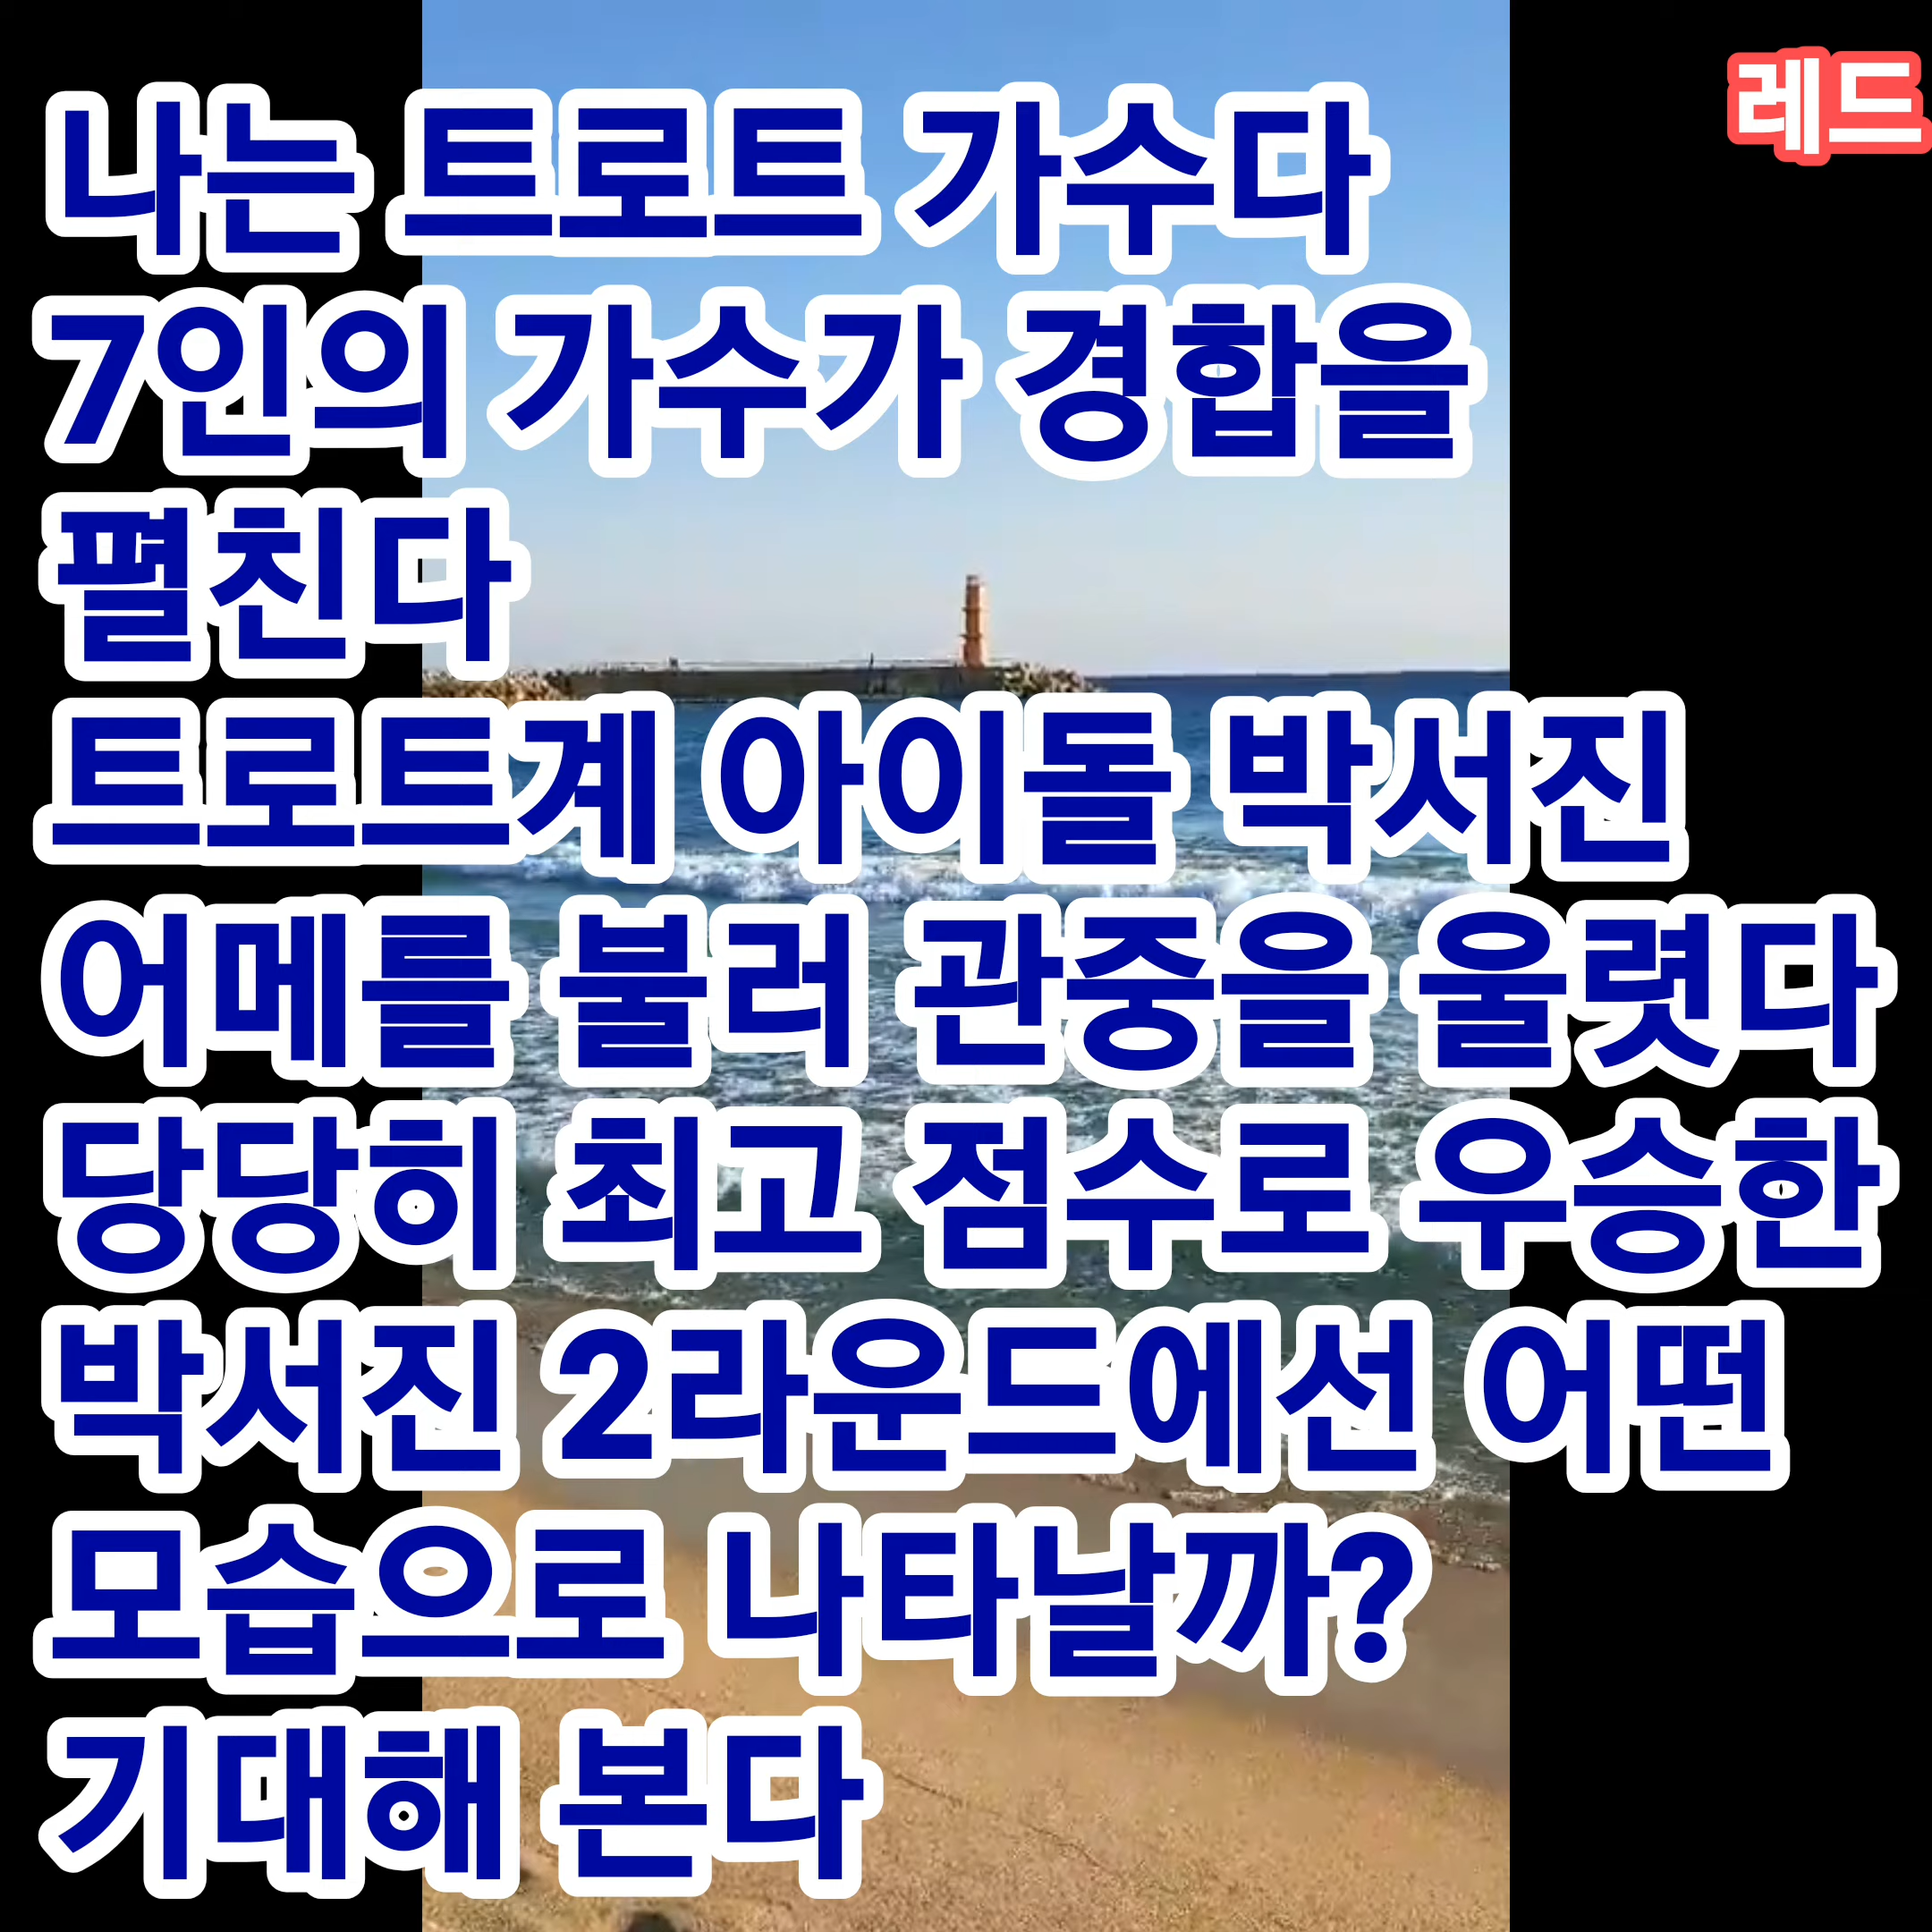 레드
나는 트로트 가수다
7인의 가수가 경합을
펼친다
트로트계 아이돌 박서진
어메를 불러 관중을 울렷다
당당히 최고 점수로 우승한
박서진 2라운드에선 어떤
모습으로 나타날까?
기대해 본다